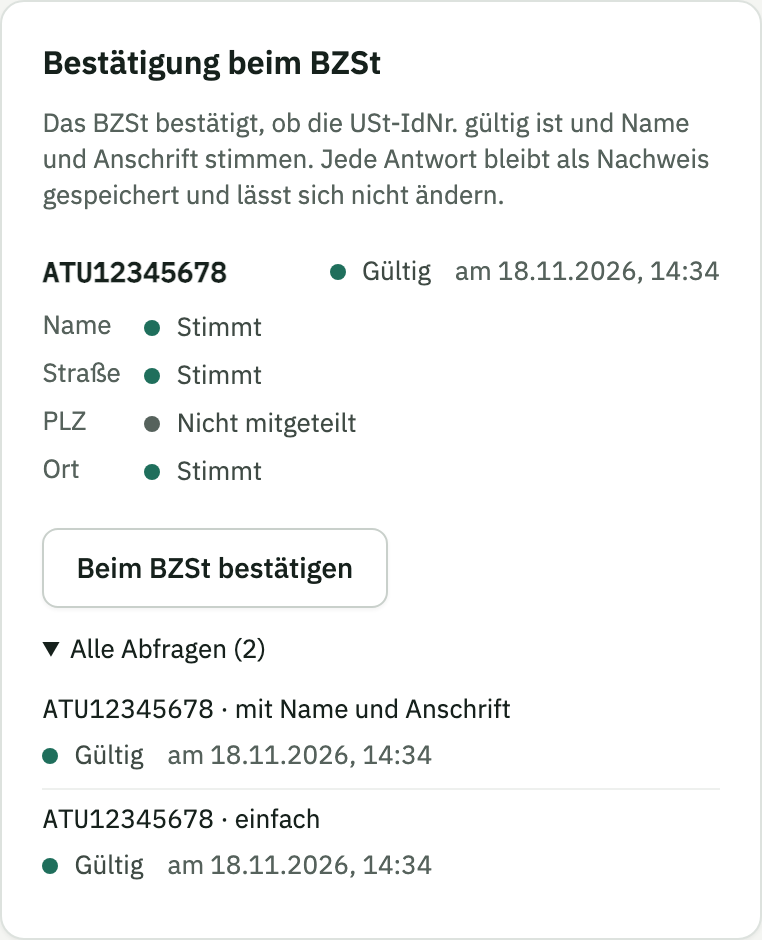 Bestätigung beim BZSt
Das BZSt bestätigt, ob die USt-IdNr. gültig ist und Name
und Anschrift stimmen. Jede Antwort bleibt als Nachweis
gespeichert und lässt sich nicht ändern.
ATU12345678 Gültig am 18.11.2026, 14:34
Name Stimmt
Straße Stimmt
PLZ Nicht mitgeteilt
Ort Stimmt
Beim BZSt bestätigen
▼ Alle Abfragen (2)
ATU12345678 · mit Name und Anschrift
Gültig am 18.11.2026, 14:34
ATU12345678 · einfach
Gültig am 18.11.2026, 14:34